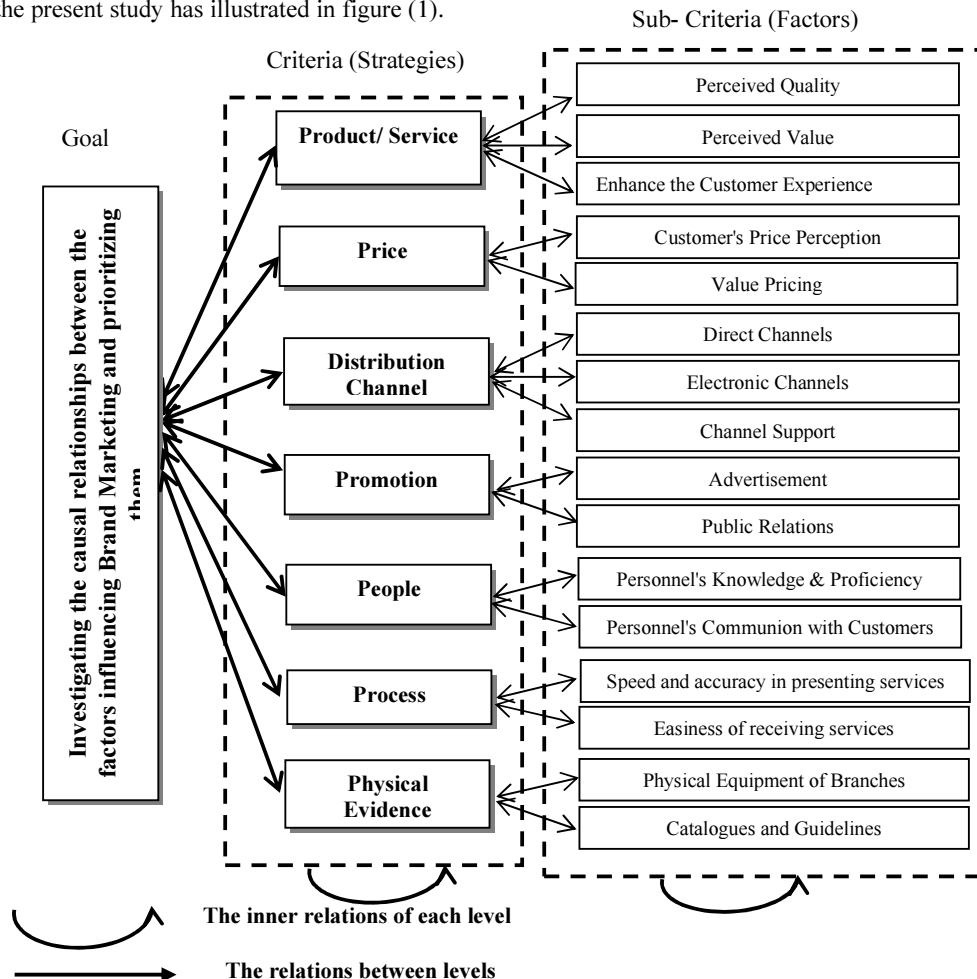 the present study has illustrated in figure (1).
Sub- Criteria (Factors)
Criteria (Strategies)
Goal
Investigating the causal relationships between the
factors influencing Brand Marketing and prioritizing
them
Product/ Service
Perceived Quality
Perceived Value
Enhance the Customer Experience
Price
Customer's Price Perception
Value Pricing
Distribution
Channel
Direct Channels
Electronic Channels
Channel Support
Promotion
Advertisement
Public Relations
People
Personnel's Knowledge & Proficiency
Personnel's Communion with Customers
Process
Speed and accuracy in presenting services
Easiness of receiving services
Physical
Evidence
Physical Equipment of Branches
Catalogues and Guidelines
The inner relations of each level
The relations between levels